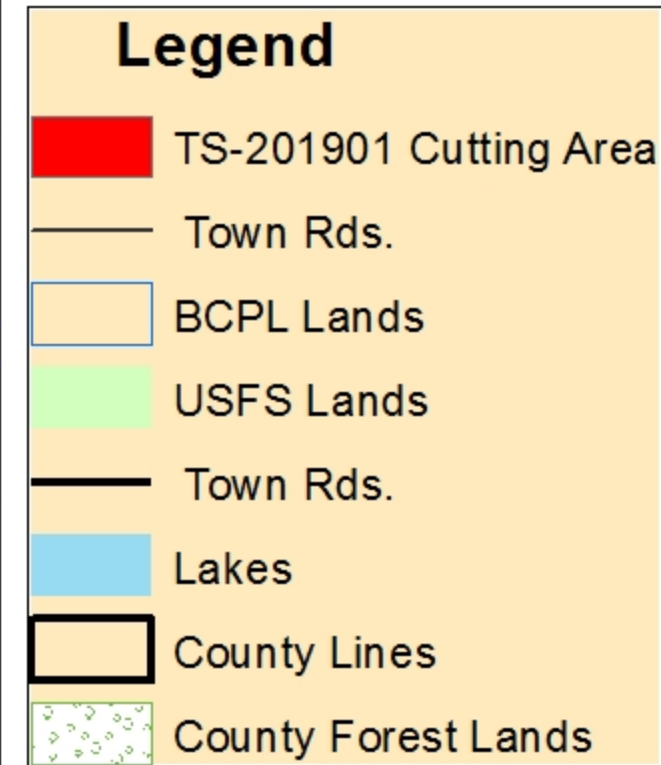 Legend
TS-201901 Cutting Area
Town Rds.
BCPL Lands
USFS Lands
Town Rds.
Lakes
County Lines
County Forest Lands